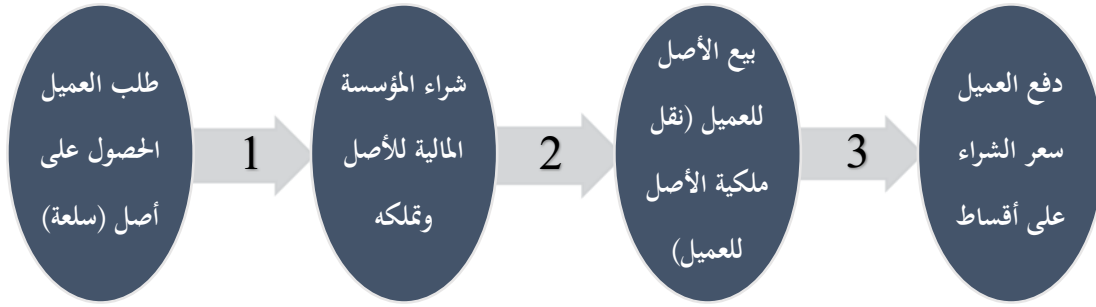 طلب العميل
الحصول على
أصل (سلعة)
1
شراء المؤسسة
المالية للأصل
وتملكه
2
بيع الأصل
للعميل (نقل
ملكية الأصل
للعميل)
3
دفع العميل
سعر الشراء
على أقساط